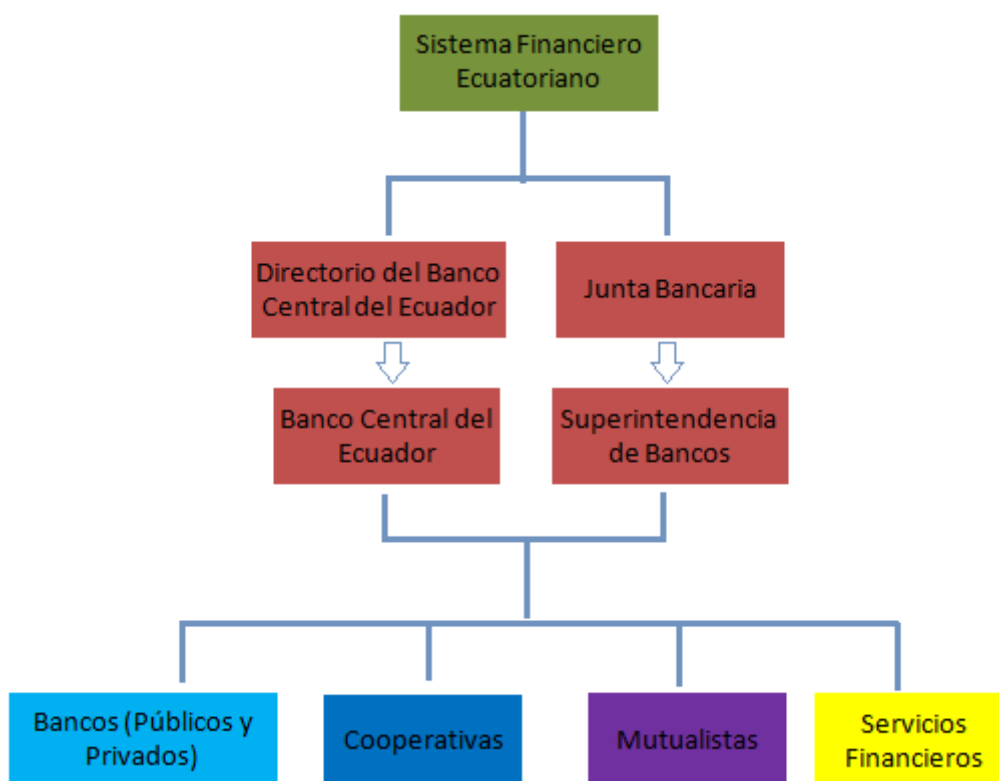 Sistema Financiero
Ecuatoriano
Directorio del Banco
Central del Ecuador
Junta Bancaria
Banco Central del
Ecuador
Superintendencia
de Bancos
Bancos (Públicos y
Privados)
Cooperativas
Mutualistas
Servicios
Financieros